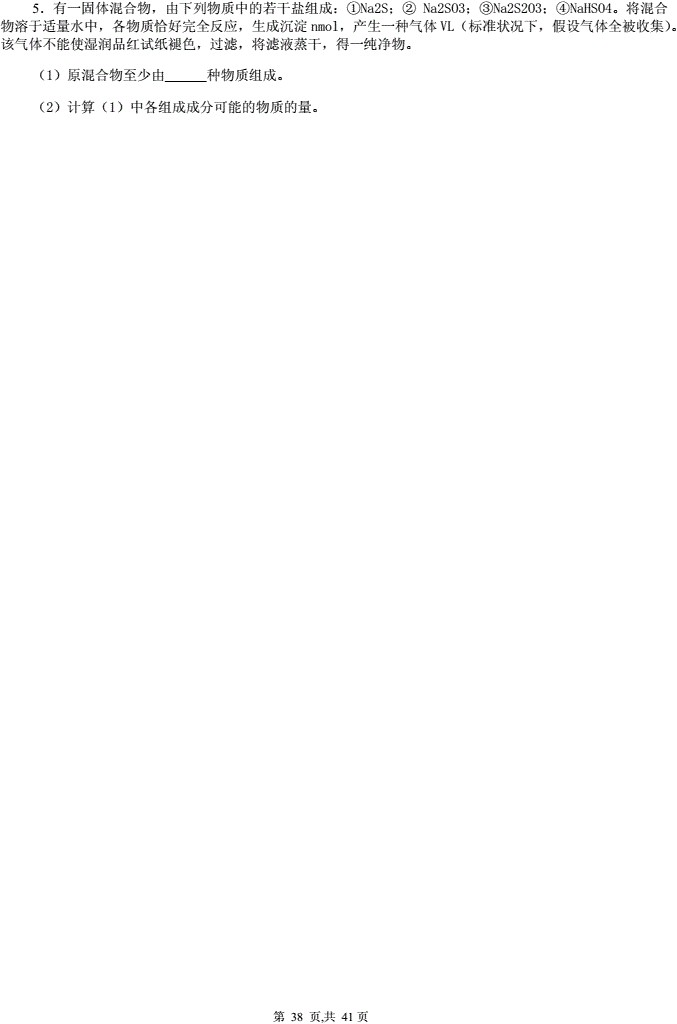 5．有一固体混合物，由下列物质中的若干盐组成：①Na2S；② Na2SO3；③Na2S2O3；④NaHSO4。将混合
物溶于适量水中，各物质恰好完全反应，生成沉淀 nmol，产生一种气体 VL（标准状况下，假设气体全被收集）。
该气体不能使湿润品红试纸褪色，过滤，将滤液蒸干，得一纯净物。
（1）原混合物至少由______种物质组成。
（2）计算（1）中各组成成分可能的物质的量。
第 38 页,共 41 页